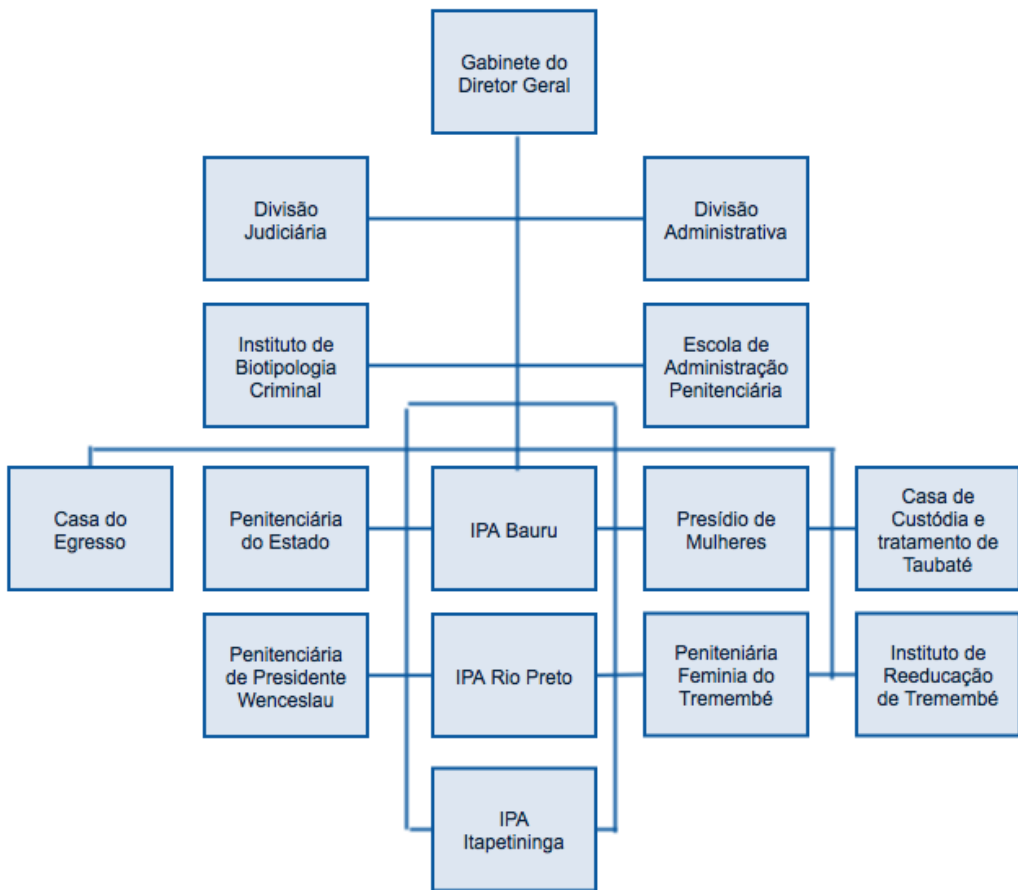 Gabinete do
Diretor Geral
Divisão
Judiciária
Divisão
Administrativa
Instituto de
Biotipologia
Criminal
Escola de
Administração
Penitenciária
Casa do
Egresso
Penitenciária
do Estado
IPA Bauru
Presídio de
Mulheres
Casa de
Custódia e
tratamento de
Taubaté
Penitenciária
de Presidente
Wenceslau
IPA Rio Preto
Peniteniária
Feminia do
Tremembé
Instituto de
Reeducação
de Tremembé
IPA
Itapetininga